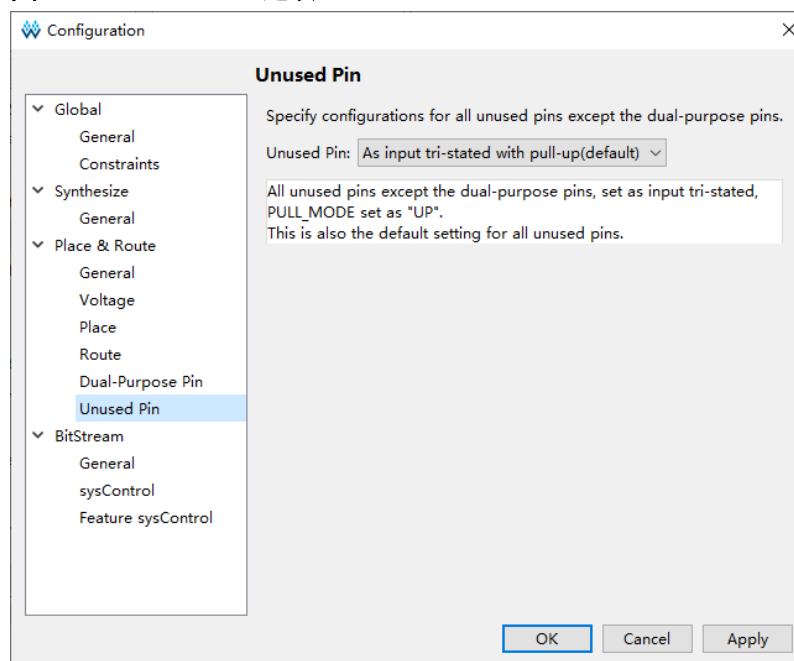 Configuration
Unused Pin
Global
General
Constraints
Synthesize
General
Place & Route
General
Voltage
Place
Route
Dual-Purpose Pin
Unused Pin
BitStream
General
sysControl
Feature sysControl
Specify configurations for all unused pins except the dual-purpose pins.
Unused Pin: As input tri-stated with pull-up(default)
All unused pins except the dual-purpose pins, set as input tri-stated,
PULL_MODE set as "UP".
This is also the default setting for all unused pins.
OK Cancel Apply